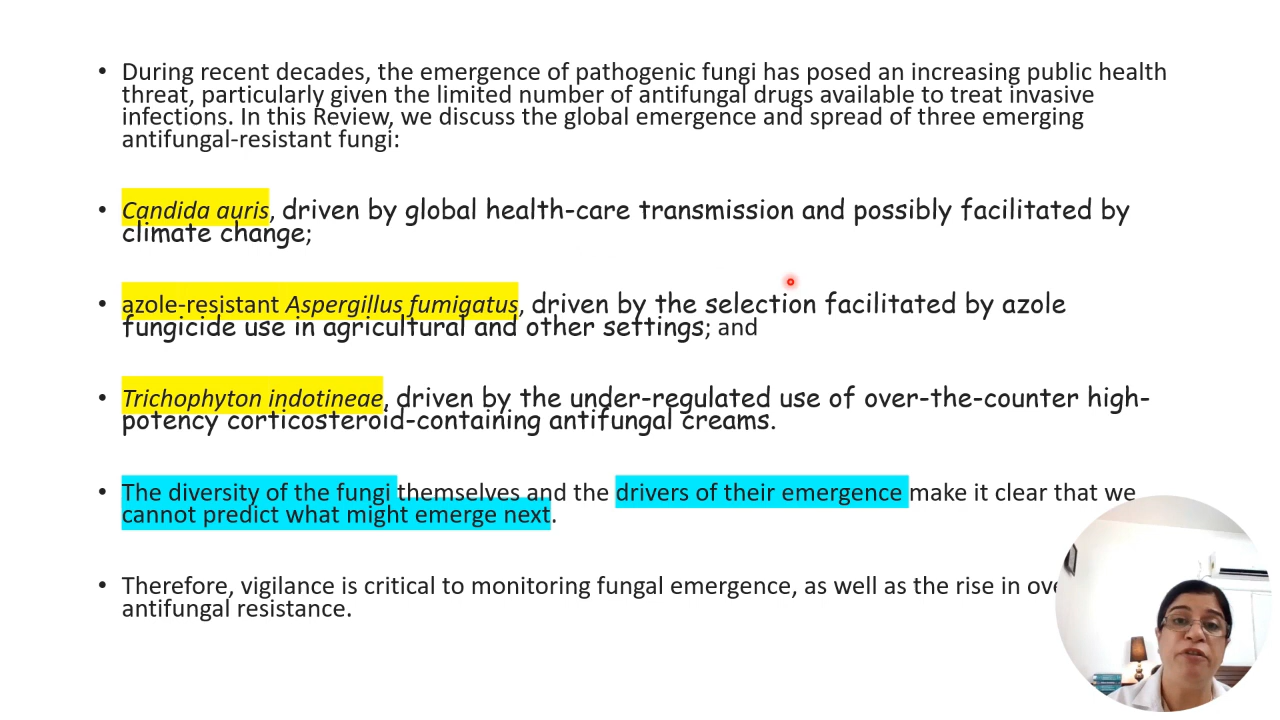 • During recent decades, the emergence of pathogenic fungi has posed an increasing public health
threat, particularly given the limited number of antifungal drugs available to treat invasive
infections. In this Review, we discuss the global emergence and spread of three emerging
antifungal-resistant fungi:
• Candida auris, driven by global health-care transmission and possibly facilitated by
climate change;
• azole-resistant Aspergillus fumigatus, driven by the selection facilitated by azole
fungicide use in agricultural and other settings; and
• Trichophyton indotineae, driven by the under-regulated use of over-the-counter high-
potency corticosteroid-containing antifungal creams.
• The diversity of the fungi themselves and the drivers of their emergence make it clear that we
cannot predict what might emerge next.
• Therefore, vigilance is critical to monitoring fungal emergence, as well as the rise in
antifungal resistance.